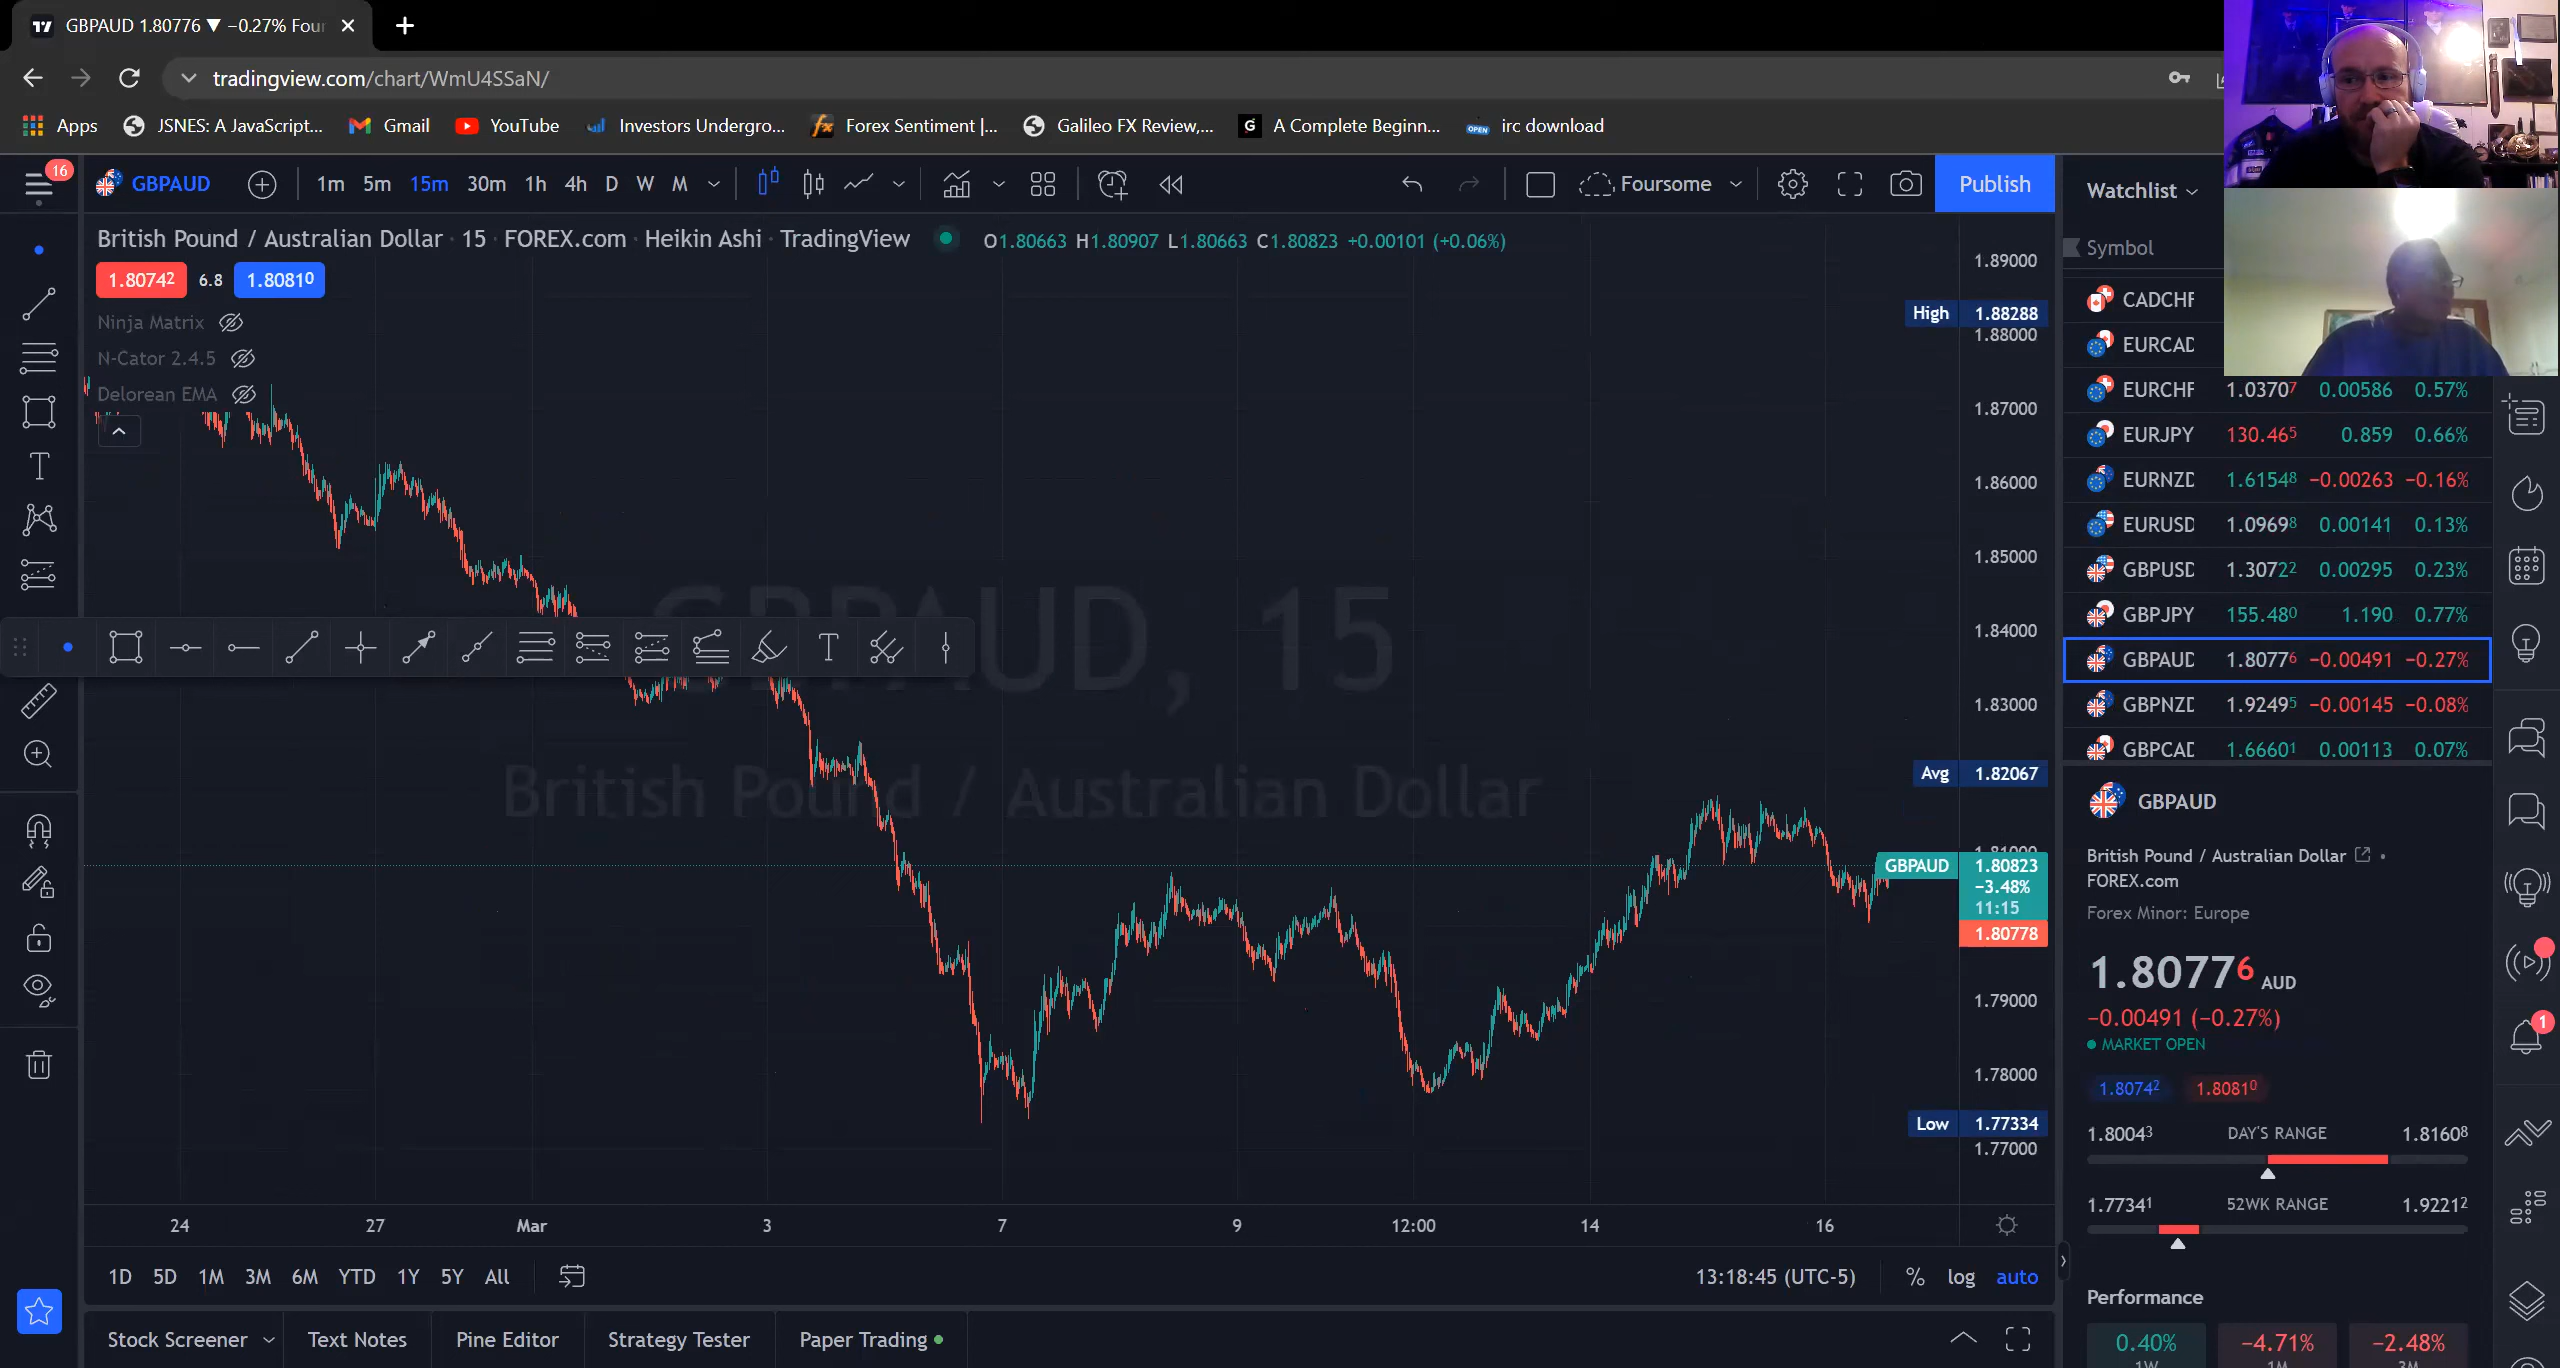 GBPAUD 1.80776 ▼ −0.27% Four
tradingview.com/chart/WmU4SSaN/
Apps JSNES: A JavaScript... Gmail YouTube Investors Undergro... Forex Sentiment |... Galileo FX Review,... A Complete Beginn... OPEN irc download
16
GBPAUD 1m 5m 15m 30m 1h 4h D W M Foursome Publish
British Pound / Australian Dollar · 15 · FOREX.com · Heikin Ashi · TradingView O1.80663 H1.80907 L1.80663 C1.80823 +0.00101 (+0.06%)
1.80742 6.8 1.80810
Ninja Matrix
N-Cator 2.4.5
Delorean EMA
GBPAUD, 15
British Pound / Australian Dollar
1.89000
High 1.88288
1.88000
1.87000
1.86000
1.85000
1.84000
1.83000
Avg 1.82067
1.81000
GBPAUD 1.80823
−3.48%
11:15
1.80778
1.79000
1.78000
Low 1.77334
1.77000
24 27 Mar 3 7 9 12:00 14 16
1D 5D 1M 3M 6M YTD 1Y 5Y All
13:18:45 (UTC-5) % log auto
Stock Screener Text Notes Pine Editor Strategy Tester Paper Trading
Watchlist
Symbol
CADCHF
EURCAD
EURCHF 1.03707 0.00586 0.57%
EURJPY 130.465 0.859 0.66%
EURNZD 1.61548 −0.00263 −0.16%
EURUSD 1.09698 0.00141 0.13%
GBPUSD 1.30722 0.00295 0.23%
GBPJPY 155.480 1.190 0.77%
GBPAUD 1.80776 −0.00491 −0.27%
GBPNZD 1.92495 −0.00145 −0.08%
GBPCAD 1.66601 0.00113 0.07%
GBPAUD
British Pound / Australian Dollar
FOREX.com
Forex Minor: Europe
1.80776 AUD
−0.00491 (−0.27%)
MARKET OPEN
1.80742 1.80810
1.80043 DAY'S RANGE 1.81608
1.77341 52WK RANGE 1.92212
Performance
0.40% −4.71% −2.48%
1W 1M 3M
1